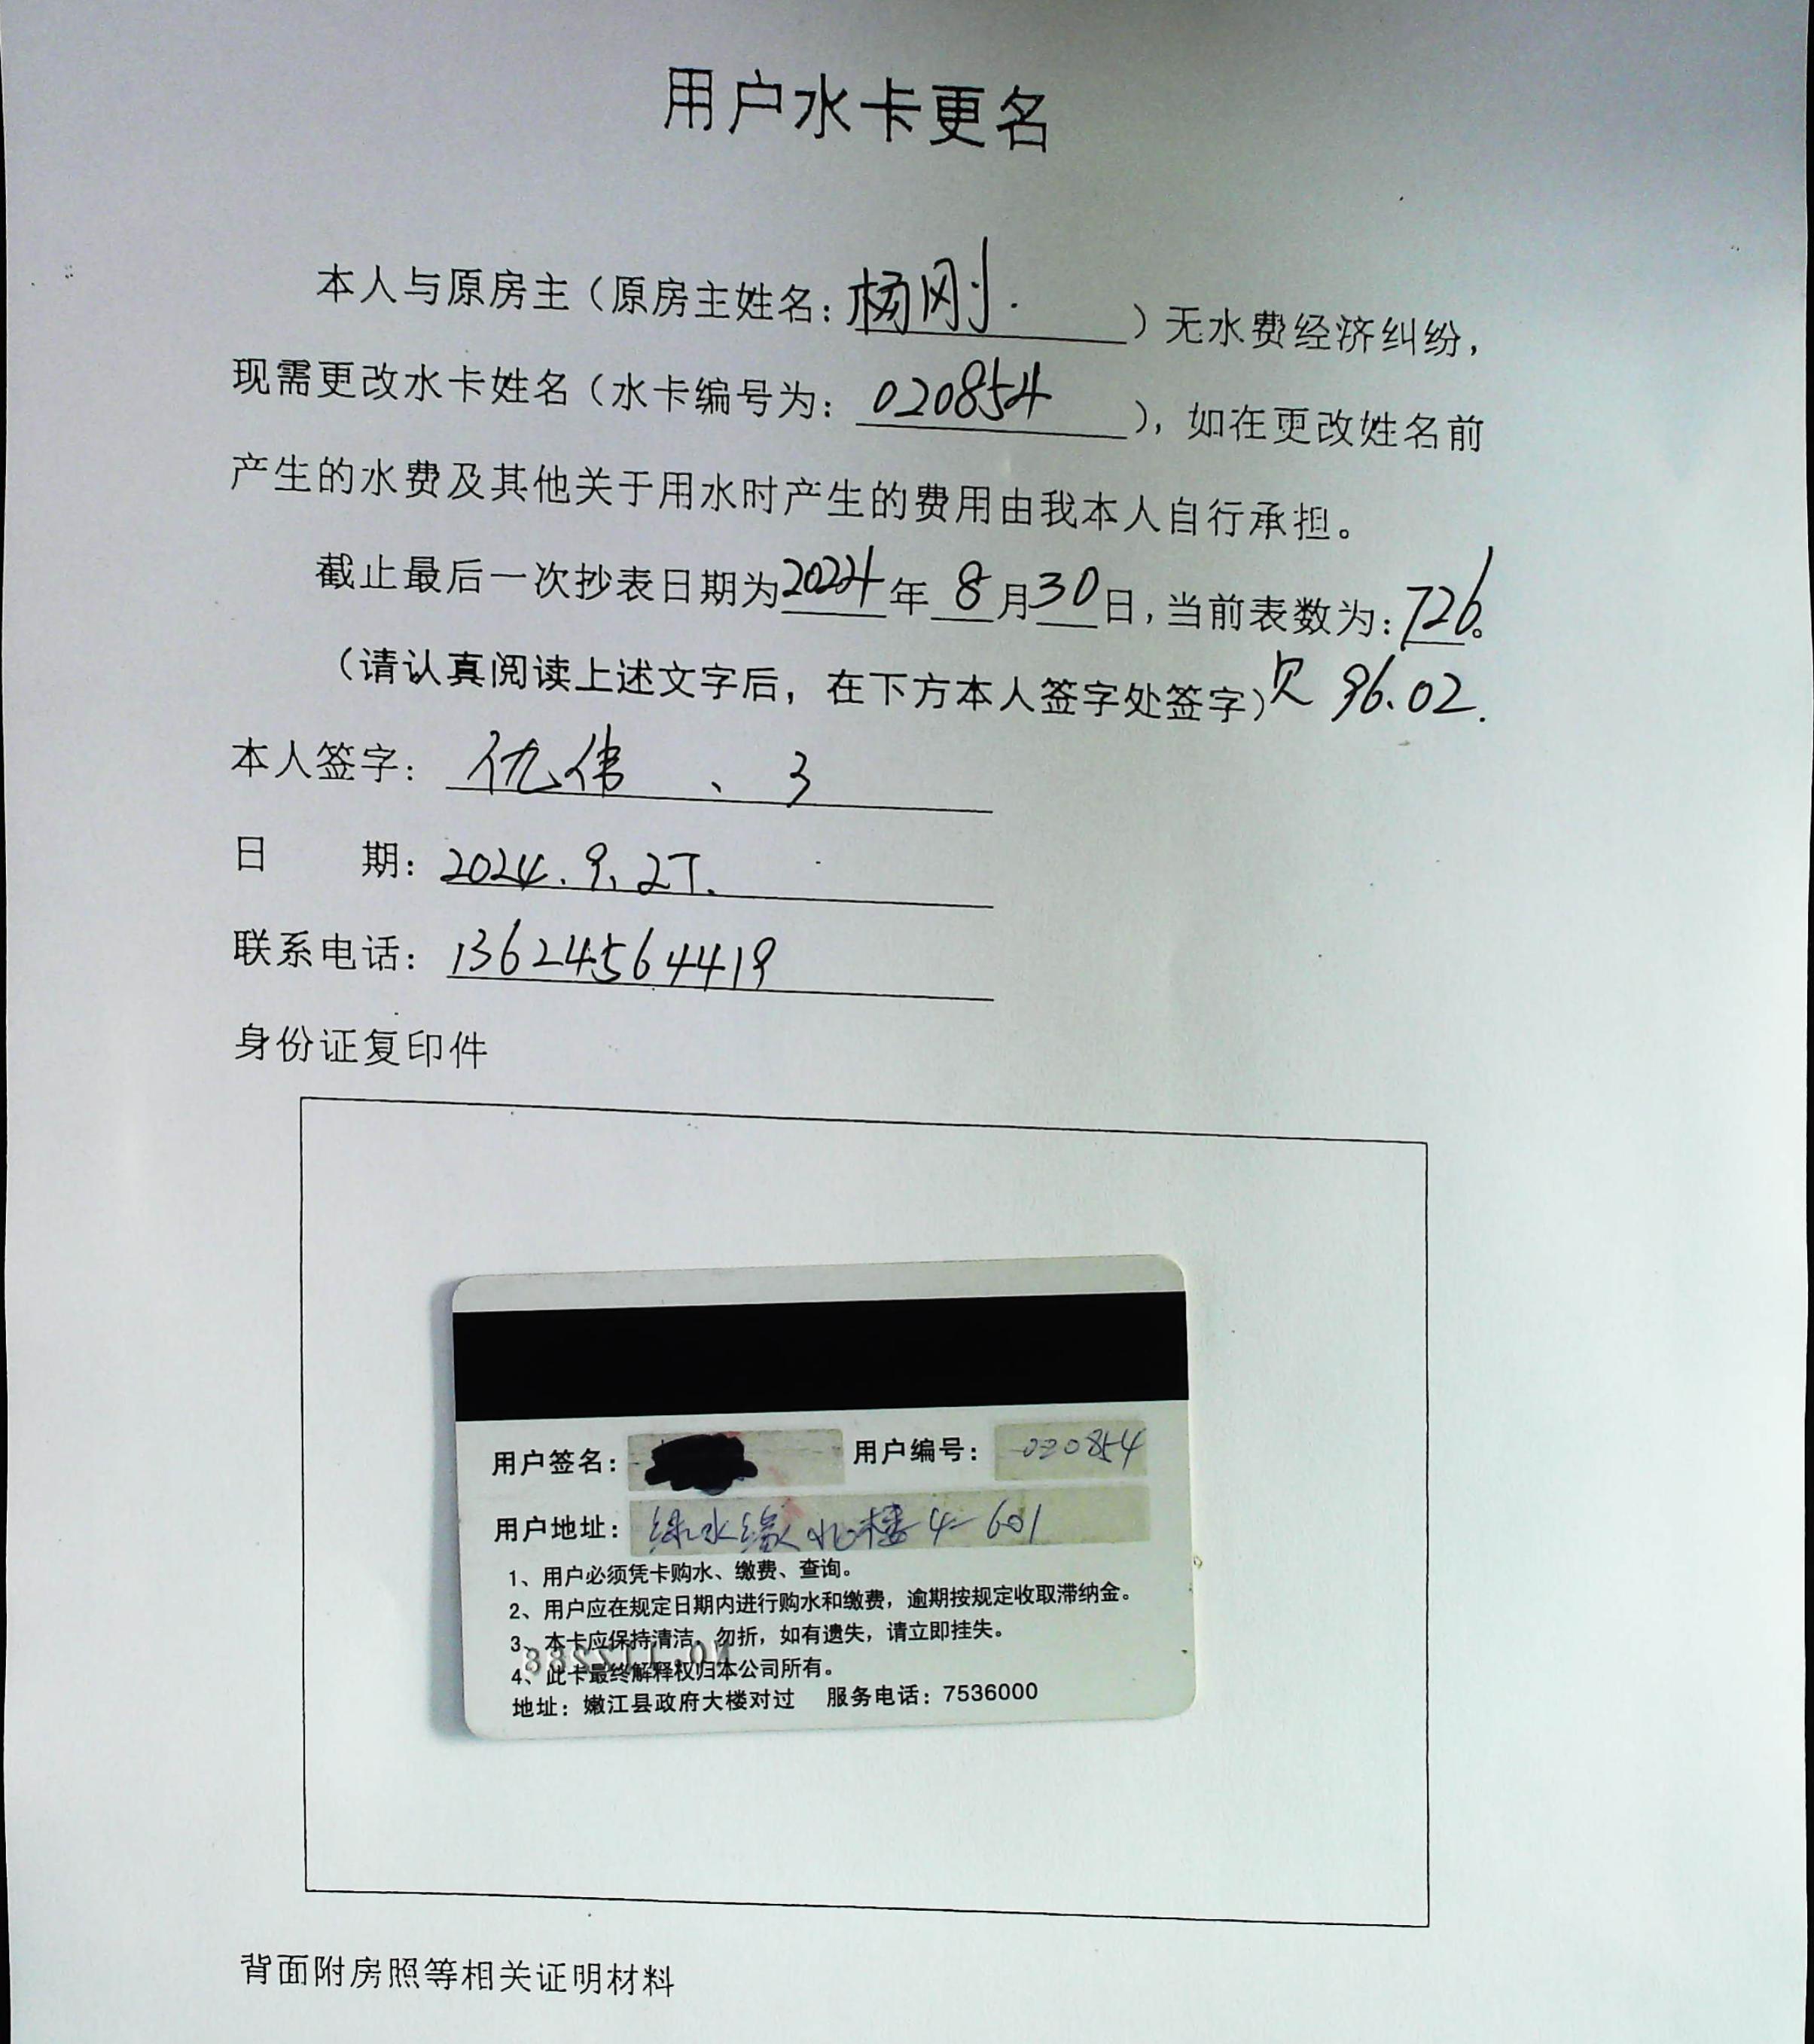 用户水卡更名
本人与原房主（原房主姓名：杨刚.）无水费经济纠纷，
现需更改水卡姓名（水卡编号为：020854），如在更改姓名前
产生的水费及其他关于用水时产生的费用由我本人自行承担。
截止最后一次抄表日期为2024年8月30日，当前表数为：726。
（请认真阅读上述文字后，在下方本人签字处签字）欠 96.02.
本人签字：仇伟、3
日 期：2024.9.27.
联系电话：13624564419
身份证复印件
用户签名： 用户编号：020854
用户地址：绿水缘北楼4-601
1、用户必须凭卡购水、缴费、查询。
2、用户应在规定日期内进行购水和缴费，逾期按规定收取滞纳金。
3、本卡应保持清洁，勿折，如有遗失，请立即挂失。
4、此卡最终解释权归本公司所有。
地址：嫩江县政府大楼对过 服务电话：7536000
背面附房照等相关证明材料